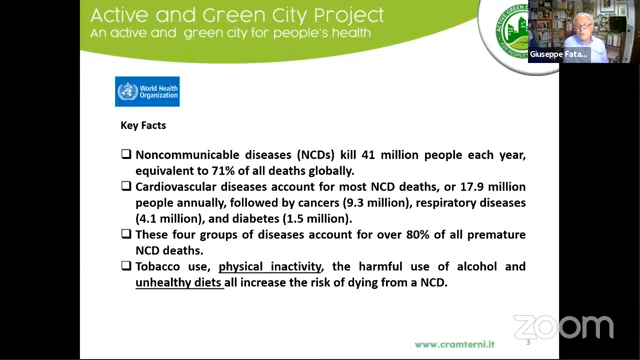 Active and Green City Project
An active and green city for people's health
Giuseppe Fata...
World Health
Organization
Key Facts
Noncommunicable diseases (NCDs) kill 41 million people each year,
equivalent to 71% of all deaths globally.
Cardiovascular diseases account for most NCD deaths, or 17.9 million
people annually, followed by cancers (9.3 million), respiratory diseases
(4.1 million), and diabetes (1.5 million).
These four groups of diseases account for over 80% of all premature
NCD deaths.
Tobacco use, physical inactivity, the harmful use of alcohol and
unhealthy diets all increase the risk of dying from a NCD.
zoom
www.cramterni.it
3